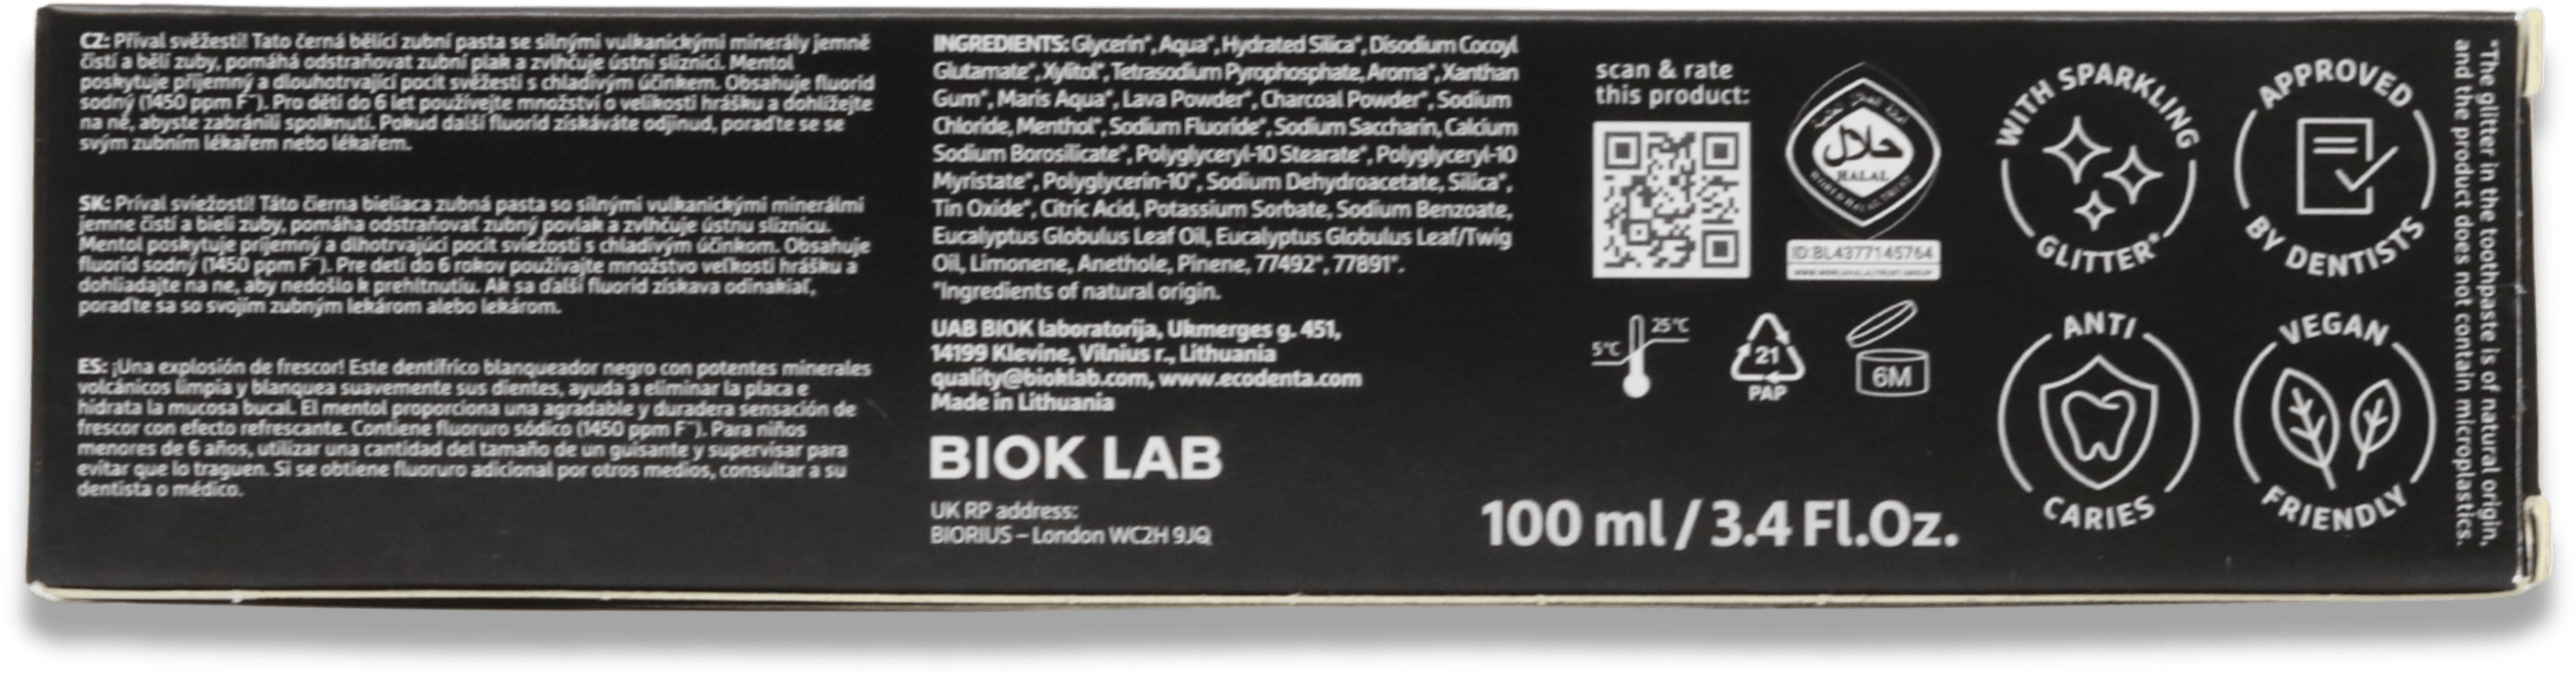 CZ: Příval svěžesti! Tato černá bělící zubní pasta se silnými vulkanickými minerály jemně
čistí a bělí zuby, pomáhá odstraňovat zubní plak a zvlhčuje ústní sliznici. Mentol
poskytuje příjemný a dlouhotrvající pocit svěžesti s chladivým účinkem. Obsahuje fluorid
sodný (1450 ppm F⁻). Pro děti do 6 let používejte množství o velikosti hrášku a dohlížejte
na ně, abyste zabránili spolknutí. Pokud další fluorid získáváte odjinud, poraďte se se
svým zubním lékařem nebo lékařem.
SK: Príval sviežosti! Táto čierna bieliaca zubná pasta so silnými vulkanickými minerálmi
jemne čistí a bieli zuby, pomáha odstraňovať zubný povlak a zvlhčuje ústnu sliznicu.
Mentol poskytuje príjemný a dlhotrvajúci pocit sviežosti s chladivým účinkom. Obsahuje
fluorid sodný (1450 ppm F⁻). Pre deti do 6 rokov používajte množstvo veľkosti hrášku a
dohliadajte na ne, aby nedošlo k prehltnutiu. Ak sa ďalší fluorid získava odinakiaľ,
poraďte sa so svojím zubným lekárom alebo lekárom.
ES: ¡Una explosión de frescor! Este dentífrico blanqueador negro con potentes minerales
volcánicos limpia y blanquea suavemente sus dientes, ayuda a eliminar la placa e
hidrata la mucosa bucal. El mentol proporciona una agradable y duradera sensación de
frescor con efecto refrescante. Contiene fluoruro sódico (1450 ppm F⁻). Para niños
menores de 6 años, utilizar una cantidad del tamaño de un guisante y supervisar para
evitar que lo traguen. Si se obtiene fluoruro adicional por otros medios, consultar a su
dentista o médico.
INGREDIENTS: Glycerin*, Aqua*, Hydrated Silica*, Disodium Cocoyl
Glutamate*, Xylitol*, Tetrasodium Pyrophosphate, Aroma*, Xanthan
Gum*, Maris Aqua*, Lava Powder*, Charcoal Powder*, Sodium
Chloride, Menthol*, Sodium Fluoride*, Sodium Saccharin, Calcium
Sodium Borosilicate*, Polyglyceryl-10 Stearate*, Polyglyceryl-10
Myristate*, Polyglycerin-10*, Sodium Dehydroacetate, Silica*,
Tin Oxide*, Citric Acid, Potassium Sorbate, Sodium Benzoate,
Eucalyptus Globulus Leaf Oil, Eucalyptus Globulus Leaf/Twig
Oil, Limonene, Anethole, Pinene, 77492*, 77891*.
*Ingredients of natural origin.
UAB BIOK laboratorija, Ukmerges g. 451,
14199 Klevine, Vilnius r., Lithuania
quality@bioklab.com, www.ecodenta.com
Made in Lithuania
BIOK LAB
UK RP address:
BIORIUS – London WC2H 9JQ
scan & rate
this product:
حلال
HALAL
WORLD HALAL TRUST
ID:BL4377145764
5°C
25°C
21
PAP
6M
100 ml / 3.4 Fl.Oz.
WITH SPARKLING
GLITTER*
APPROVED
BY DENTISTS
ANTI
CARIES
VEGAN
FRIENDLY
*The glitter in the toothpaste is of natural origin,
and the product does not contain microplastics.